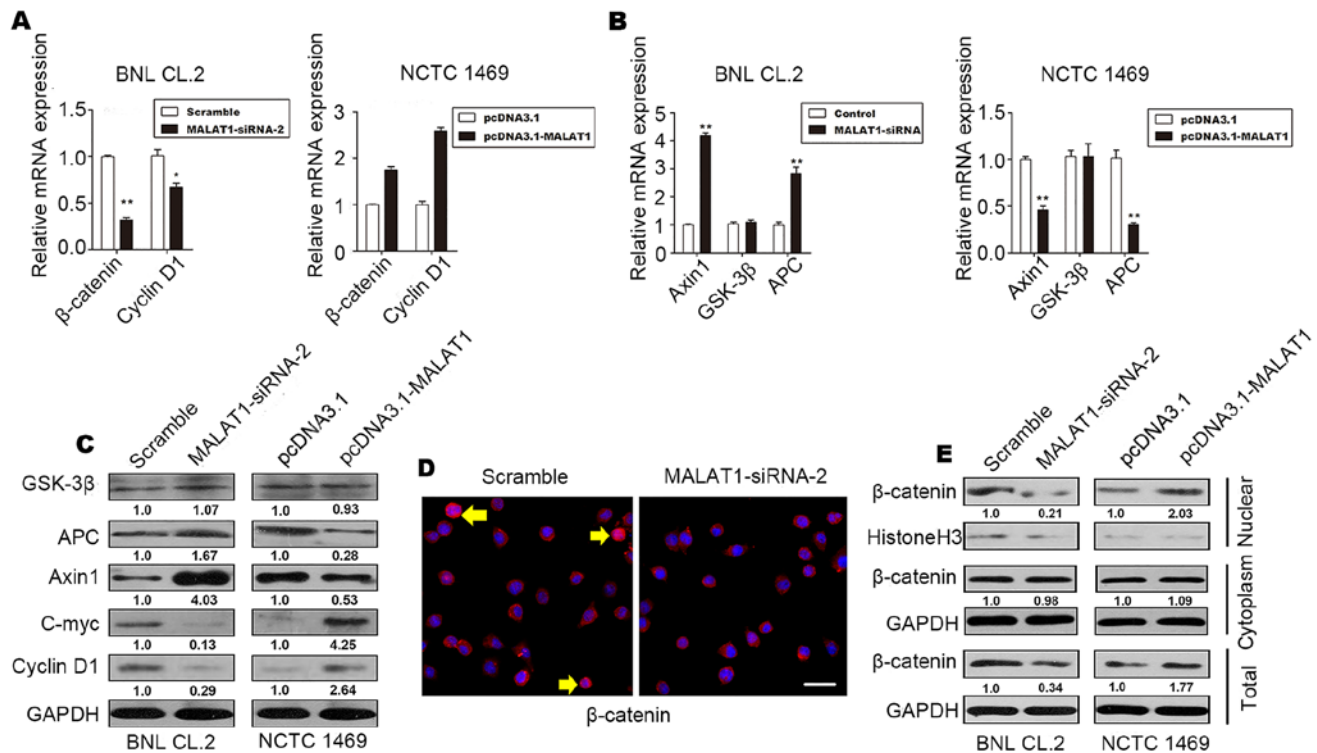 A
BNL CL.2
Relative mRNA expression
1.5
1.0
0.5
0.0
Scramble
MALAT1-siRNA-2
**
*
β-catenin
Cyclin D1
NCTC 1469
Relative mRNA expression
3
2
1
0
pcDNA3.1
pcDNA3.1-MALAT1
β-catenin
Cyclin D1
B
BNL CL.2
Relative mRNA expression
5
4
3
2
1
0
Control
MALAT1-siRNA
**
**
Axin1
GSK-3β
APC
NCTC 1469
Relative mRNA expression
1.5
1.0
0.5
0.0
pcDNA3.1
pcDNA3.1-MALAT1
**
**
Axin1
GSK-3β
APC
C
Scramble
MALAT1-siRNA-2
pcDNA3.1
pcDNA3.1-MALAT1
GSK-3β
1.0 1.07 1.0 0.93
APC
1.0 1.67 1.0 0.28
Axin1
1.0 4.03 1.0 0.53
C-myc
1.0 0.13 1.0 4.25
Cyclin D1
1.0 0.29 1.0 2.64
GAPDH
BNL CL.2 NCTC 1469
D
Scramble MALAT1-siRNA-2
β-catenin
E
Scramble
MALAT1-siRNA-2
pcDNA3.1
pcDNA3.1-MALAT1
β-catenin
1.0 0.21 1.0 2.03
HistoneH3
Nuclear
β-catenin
1.0 0.98 1.0 1.09
GAPDH
Cytoplasm
β-catenin
1.0 0.34 1.0 1.77
GAPDH
Total
BNL CL.2 NCTC 1469